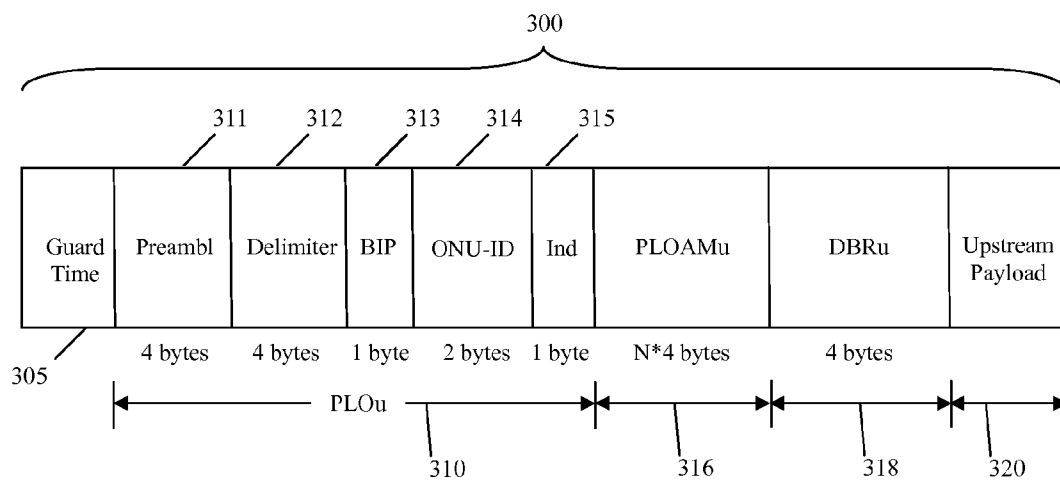 300
311 312 313 314 315
Guard Time Preambl Delimiter BIP ONU-ID Ind PLOAMu DBRu Upstream Payload
4 bytes 4 bytes 1 byte 2 bytes 1 byte N*4 bytes 4 bytes
305
PLOu
310 316 318 320